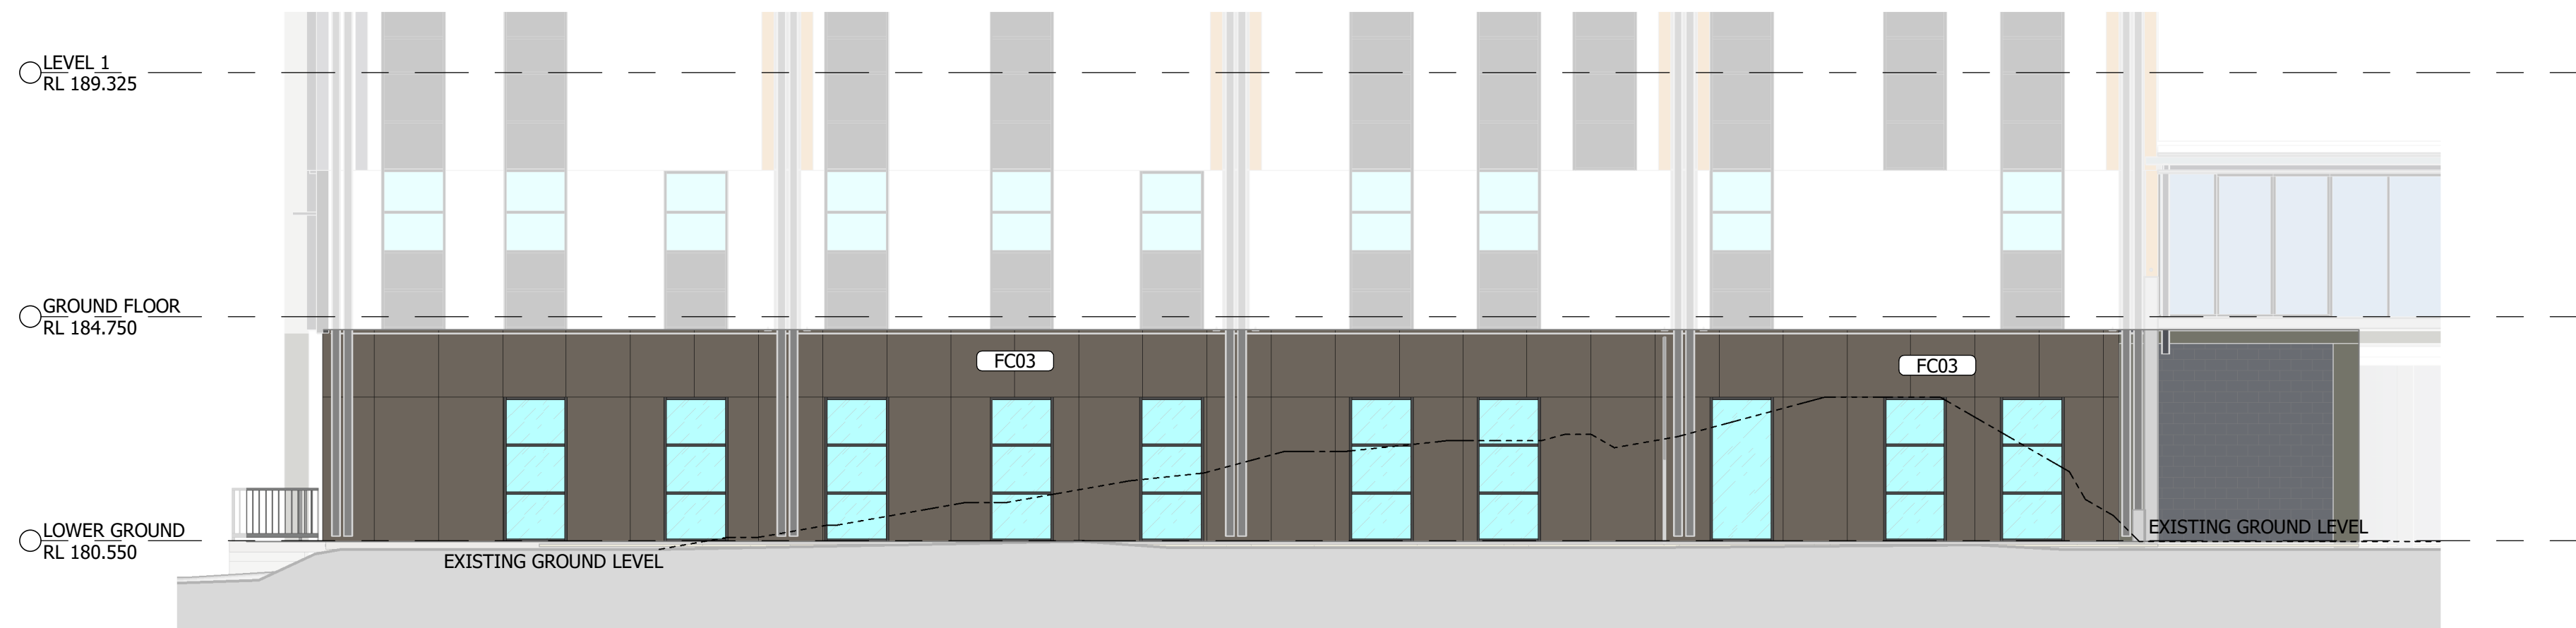 LEVEL 1
RL 189.325
GROUND FLOOR
RL 184.750
FC03
FC03
LOWER GROUND
RL 180.550
EXISTING GROUND LEVEL
EXISTING GROUND LEVEL